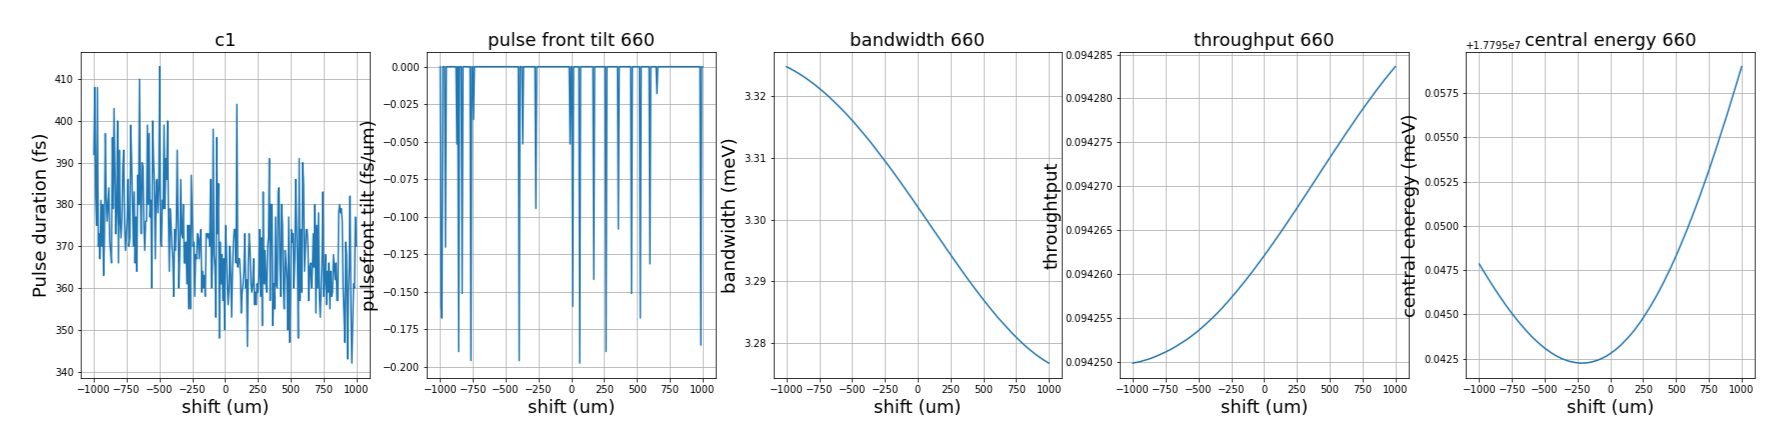 c1
410
400
390
380
370
360
350
340
Pulse duration (fs)
−1000 −750 −500 −250 0 250 500 750 1000
shift (um)
pulse front tilt 660
0.000
−0.025
−0.050
−0.075
−0.100
−0.125
−0.150
−0.175
−0.200
pulsefront tilt (fs/um)
−1000 −750 −500 −250 0 250 500 750 1000
shift (um)
bandwidth 660
3.32
3.31
3.30
3.29
3.28
bandwidth (meV)
−1000 −750 −500 −250 0 250 500 750 1000
shift (um)
throughput 660
0.094285
0.094280
0.094275
0.094270
0.094265
0.094260
0.094255
0.094250
throughtput
−1000 −750 −500 −250 0 250 500 750 1000
shift (um)
+1.7795e7
central energy 660
0.0575
0.0550
0.0525
0.0500
0.0475
0.0450
0.0425
central eneregy (meV)
−1000 −750 −500 −250 0 250 500 750 1000
shift (um)